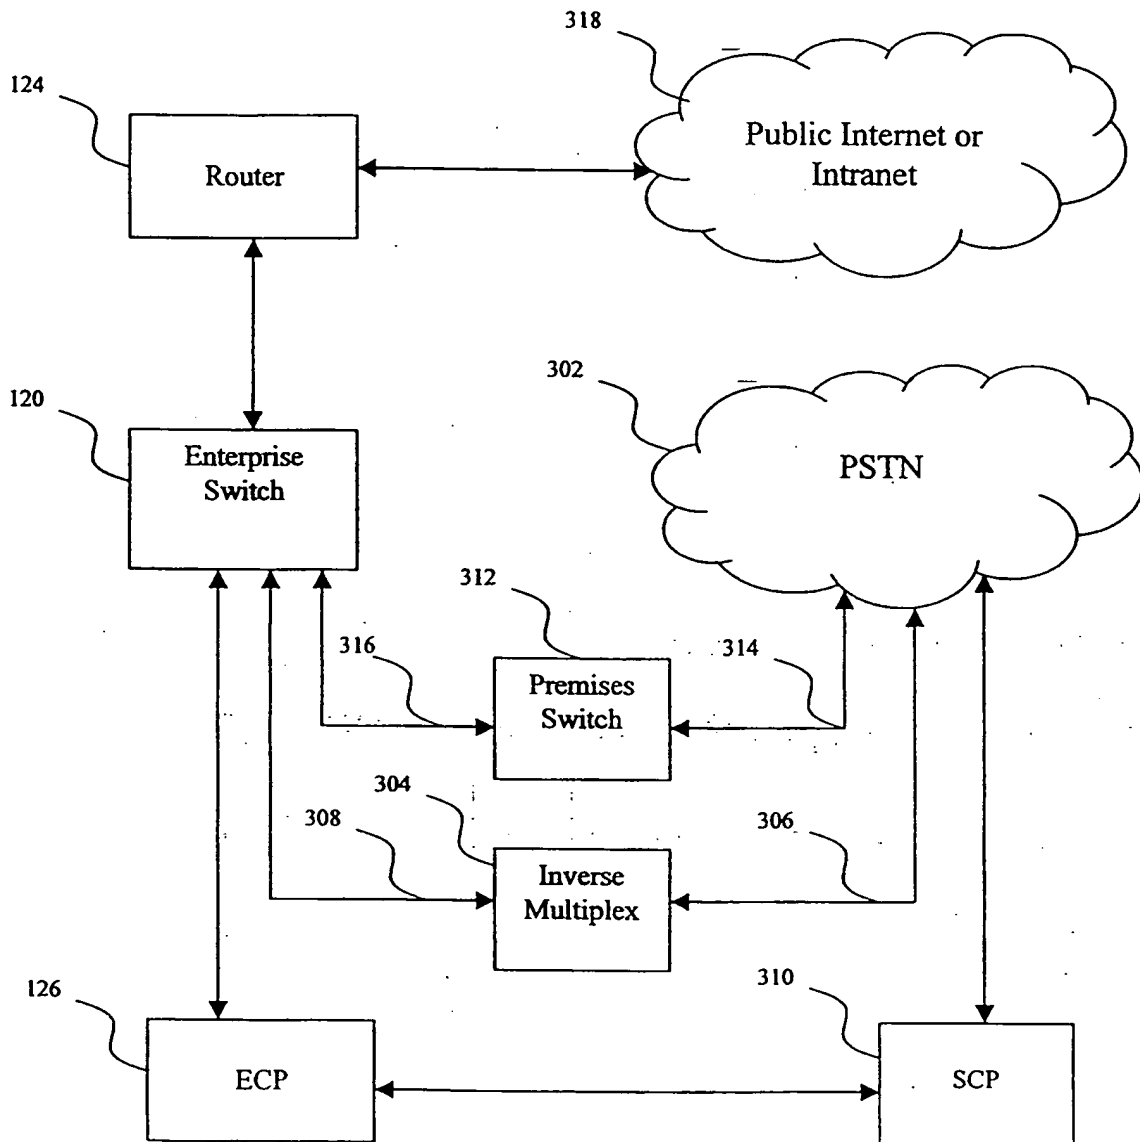 318
124
Public Internet or
Intranet
Router
302
120
Enterprise
Switch
PSTN
312
316
314
Premises
Switch
304
308
306
Inverse
Multiplex
126
310
ECP
SCP